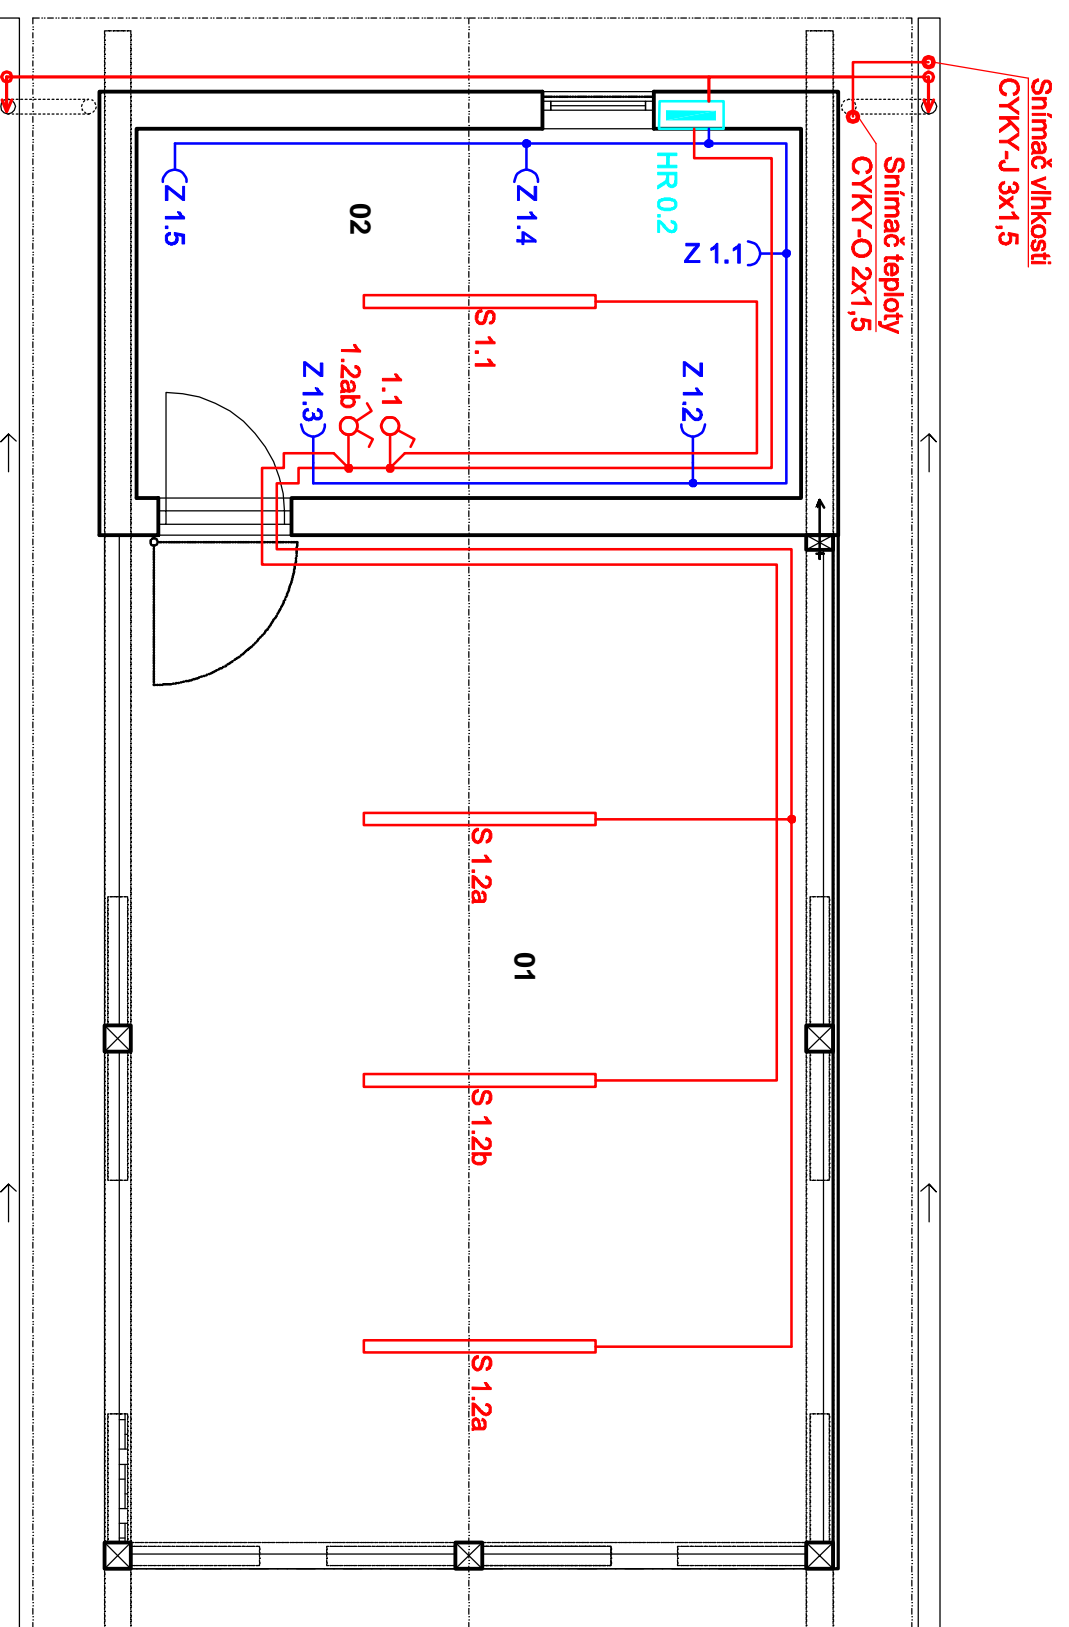 Snímač vlhkosti
CYKY-J 3x1,5
Snímač teploty
CYKY-O 2x1,5
HR 0.2
Z 1.1
Z 1.2
Z 1.4
Z 1.5
02
S 1.1
1.1
1.2ab
Z 1.3
S 1.2a
01
S 1.2b
S 1.2a